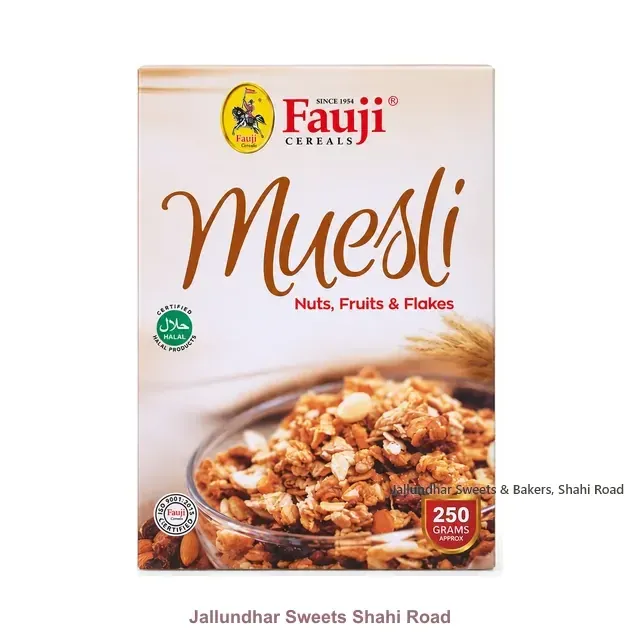 SINCE 1954
Fauji®
CEREALS
Fauji
Cereals
Muesli
Nuts, Fruits & Flakes
CERTIFIED
حلال
HALAL
HALAL PRODUCTS
Jallundhar Sweets & Bakers, Shahi Road
ISO 9001:2015
Fauji
Cereals
CERTIFIED
250
GRAMS
APPROX
Jallundhar Sweets Shahi Road